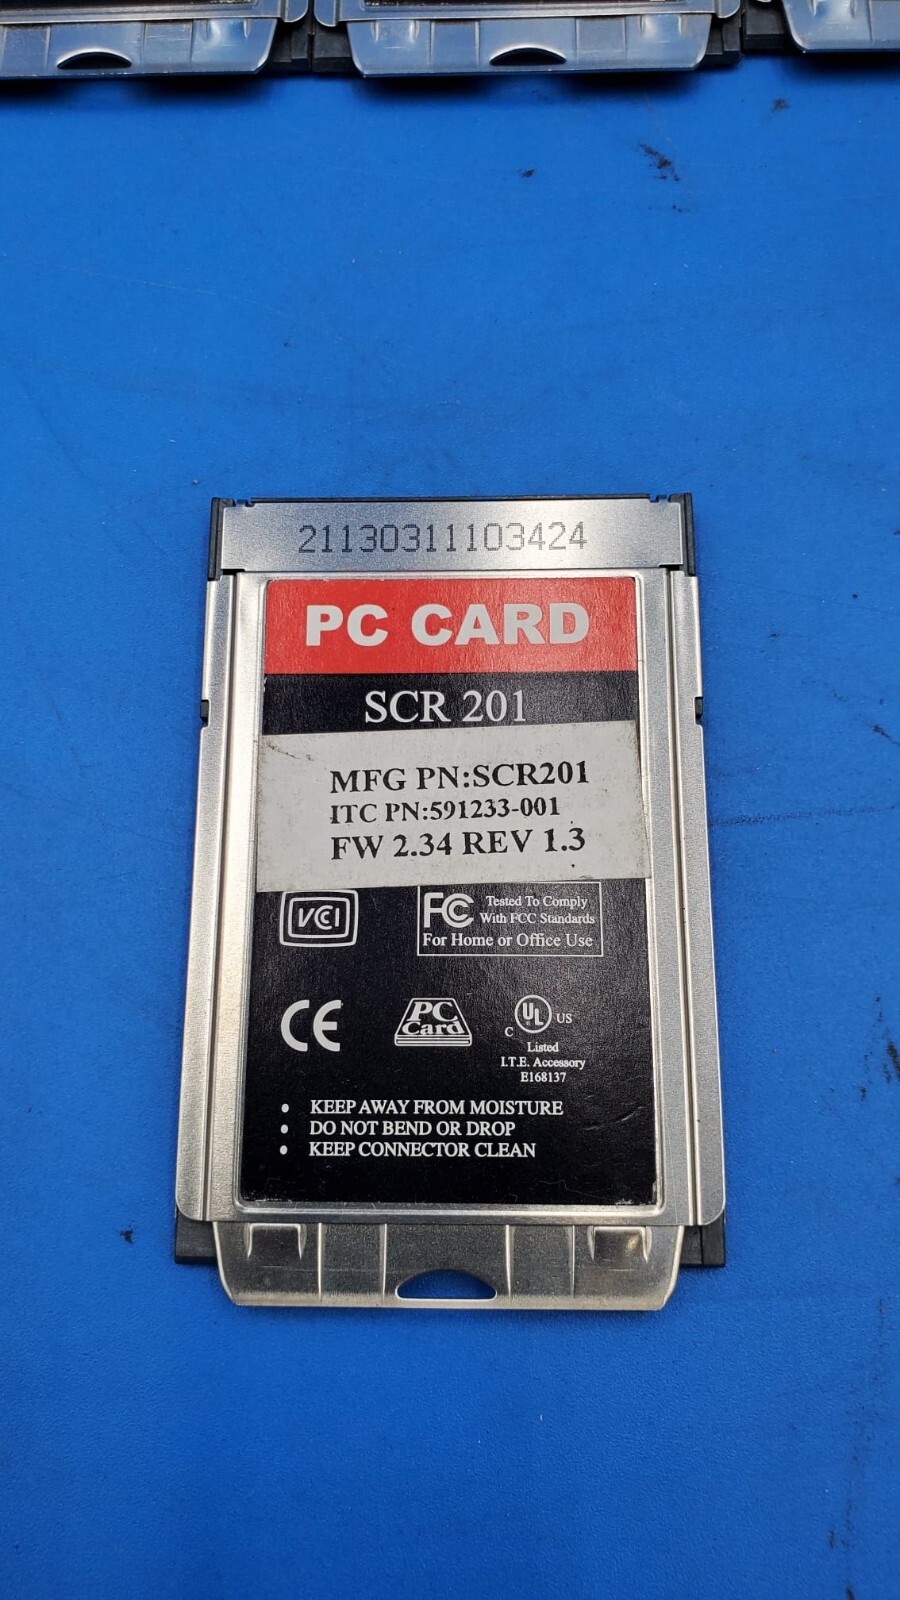 21130311103424
PC CARD
SCR 201
MFG PN:SCR201
ITC PN:591233-001
FW 2.34 REV 1.3
VCI
FC Tested To Comply
With FCC Standards
For Home or Office Use
CE
PC
Card
C UL US
Listed
I.T.E. Accessory
E168137
• KEEP AWAY FROM MOISTURE
• DO NOT BEND OR DROP
• KEEP CONNECTOR CLEAN